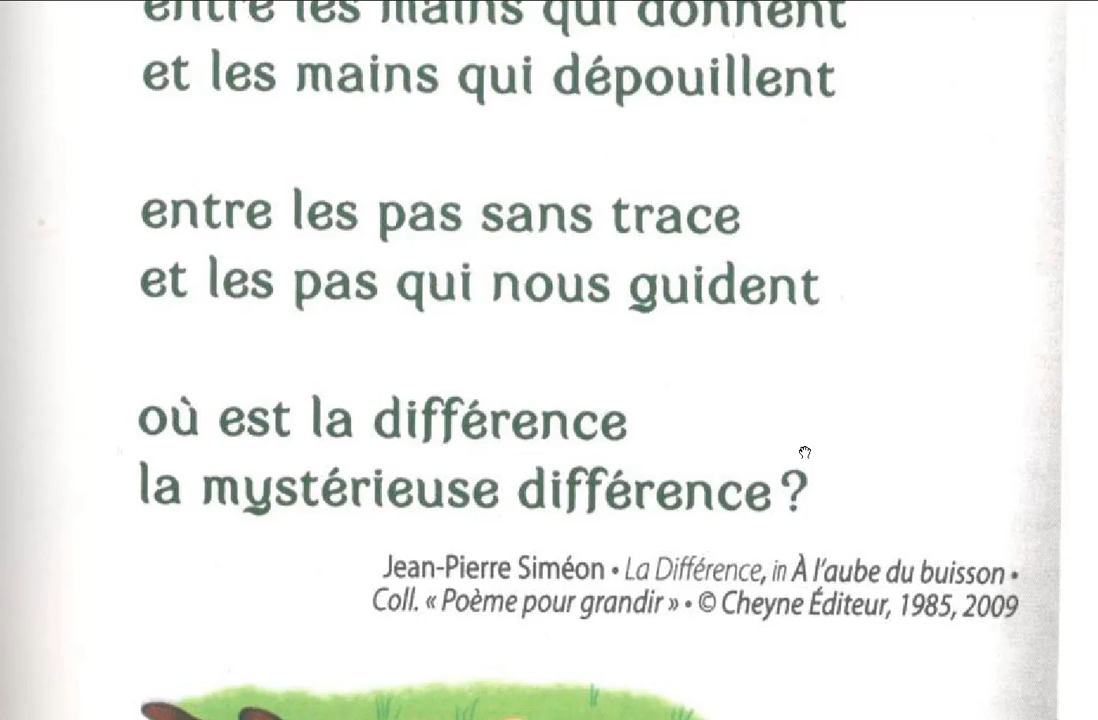 entre les mains qui donnent
et les mains qui dépouillent
entre les pas sans trace
et les pas qui nous guident
où est la différence
la mystérieuse différence ?
Jean-Pierre Siméon • La Différence, in À l'aube du buisson •
Coll. « Poème pour grandir » • © Cheyne Éditeur, 1985, 2009